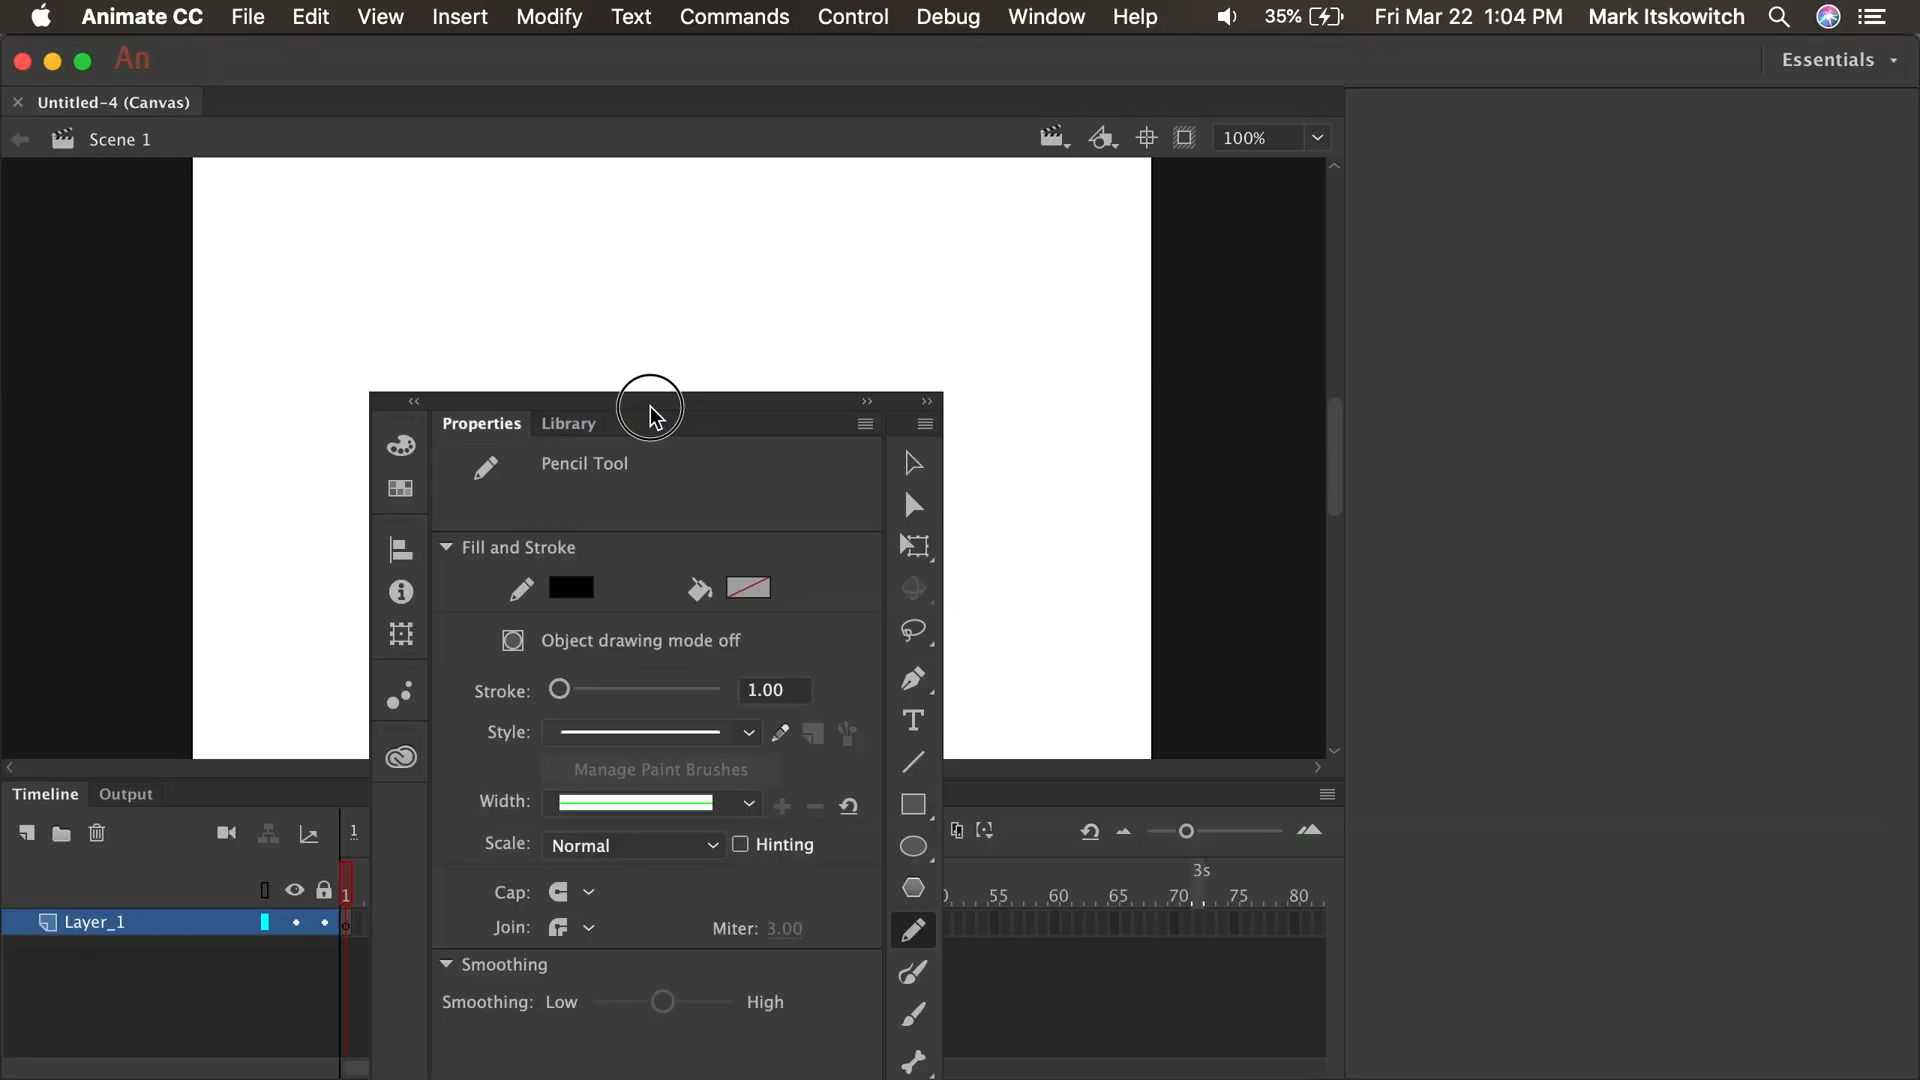 Animate CC File Edit View Insert Modify Text Commands Control Debug Window Help 35% Fri Mar 22 1:04 PM Mark Itskowitch
An Essentials
Untitled-4 (Canvas)
Scene 1 100%
Properties Library
Pencil Tool
Fill and Stroke
Object drawing mode off
Stroke: 1.00
Style:
Manage Paint Brushes
Width:
Scale: Normal Hinting
Cap:
Join: Miter: 3.00
Smoothing
Smoothing: Low High
T
Timeline Output
1
3s
1 55 60 65 70 75 80
Layer_1